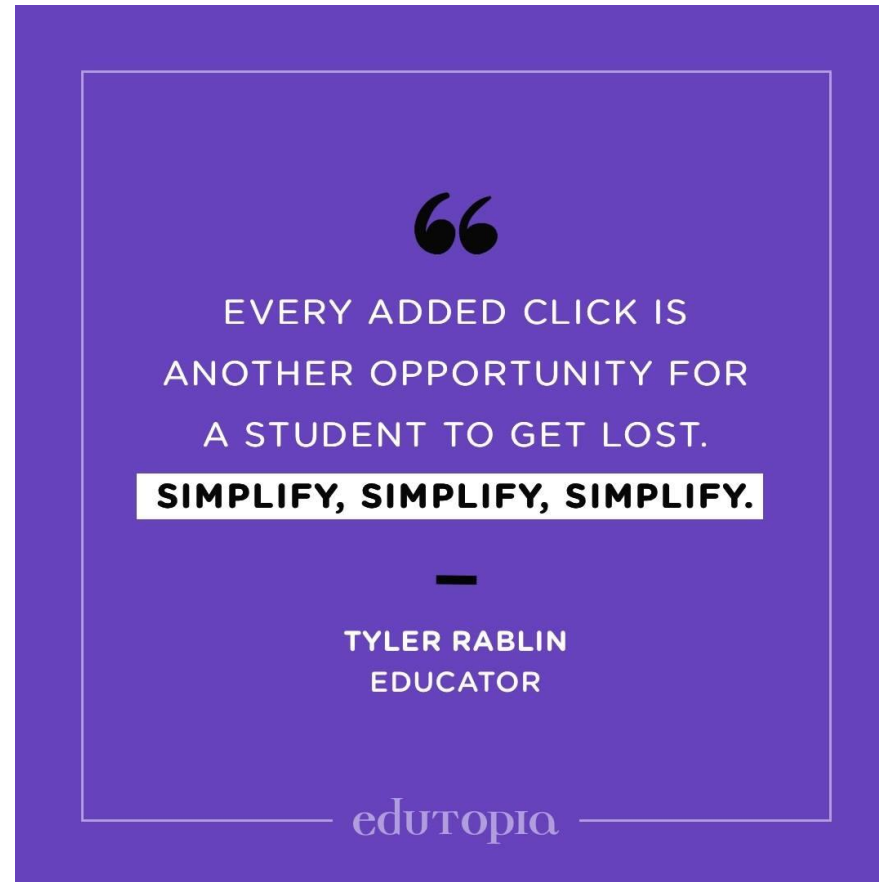 “
EVERY ADDED CLICK IS
ANOTHER OPPORTUNITY FOR
A STUDENT TO GET LOST.
SIMPLIFY, SIMPLIFY, SIMPLIFY.
—
TYLER RABLIN
EDUCATOR
edutopia